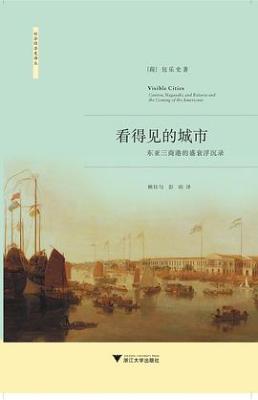 [荷] 包乐史 著
Visible Cities
Canton, Nagasaki, and Batavia and
the Coming of the Americans
看得见的城市
东亚三商港的盛衰浮沉录
赖钰匀 彭昉 译
浙江大学出版社